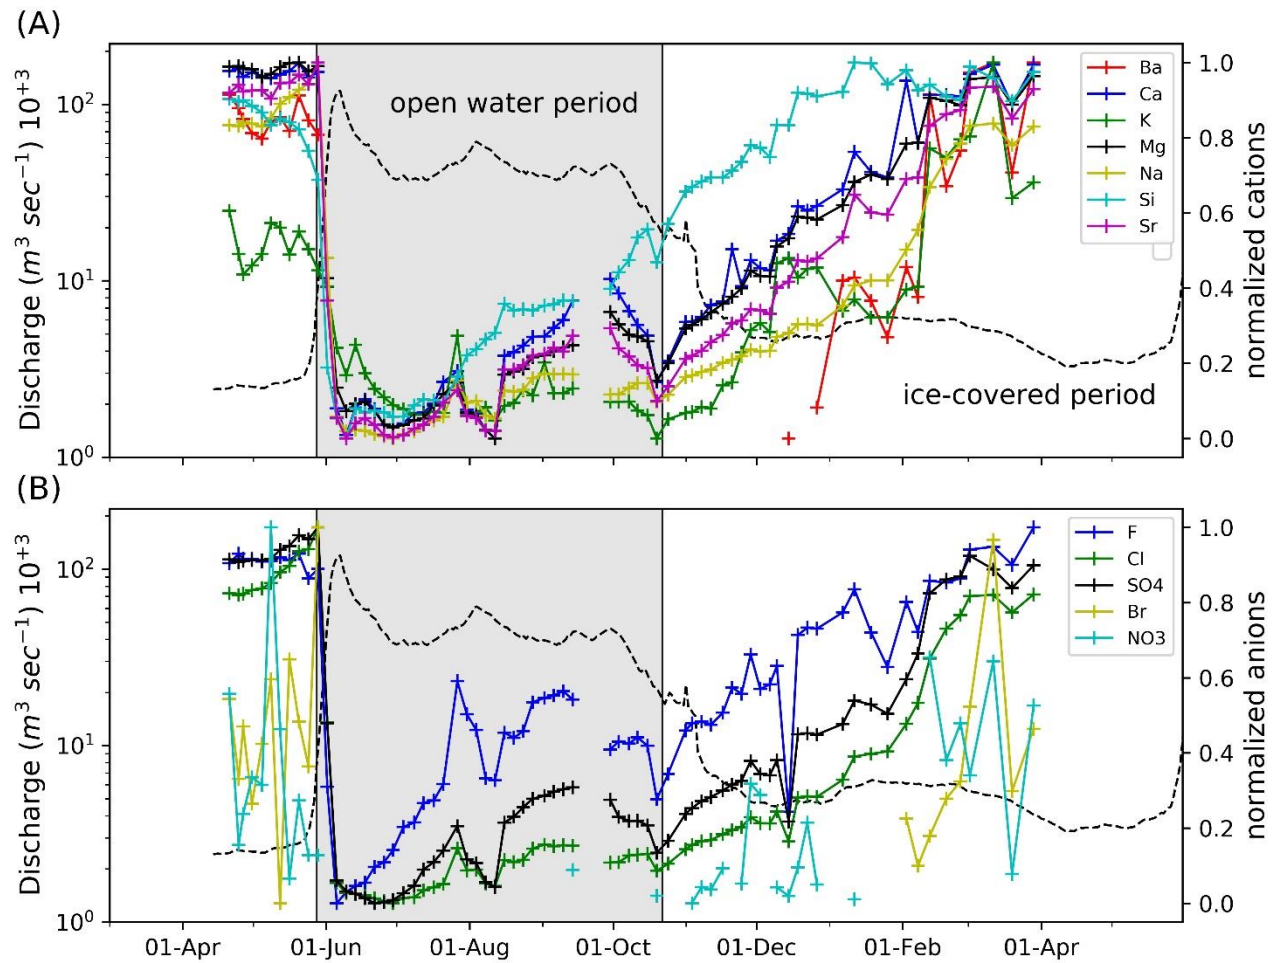 (A)
Discharge (m³ sec⁻¹) 10⁺³
10²
10¹
10⁰
open water period
ice-covered period
Ba
Ca
K
Mg
Na
Si
Sr
1.0
0.8
0.6
0.4
0.2
0.0
normalized cations
(B)
Discharge (m³ sec⁻¹) 10⁺³
10²
10¹
10⁰
F
Cl
SO4
Br
NO3
1.0
0.8
0.6
0.4
0.2
0.0
normalized anions
01-Apr 01-Jun 01-Aug 01-Oct 01-Dec 01-Feb 01-Apr